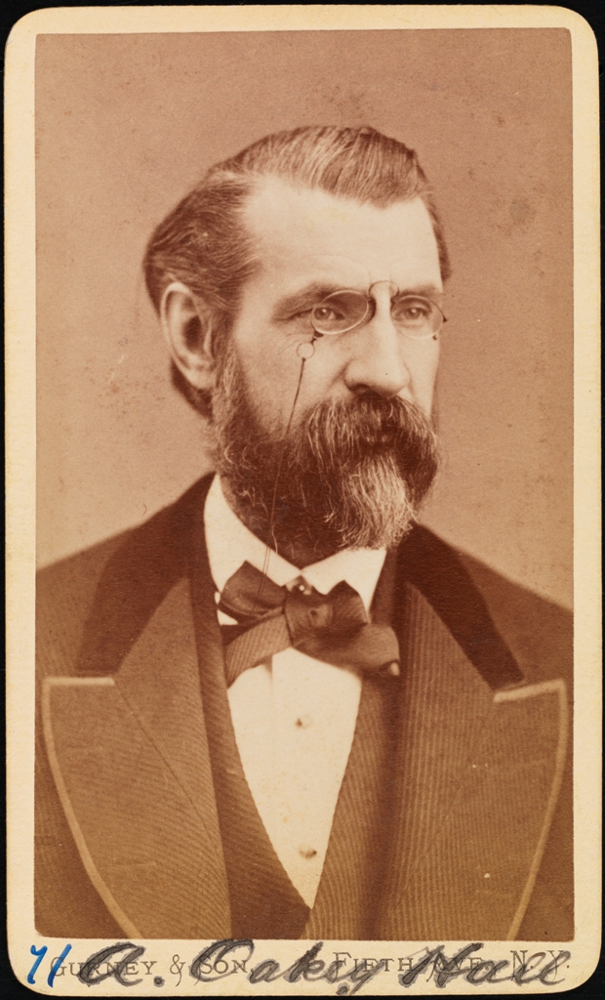 71 A. Oakey Hall
GURNEY & SON, FIFTH AVE. N.Y.